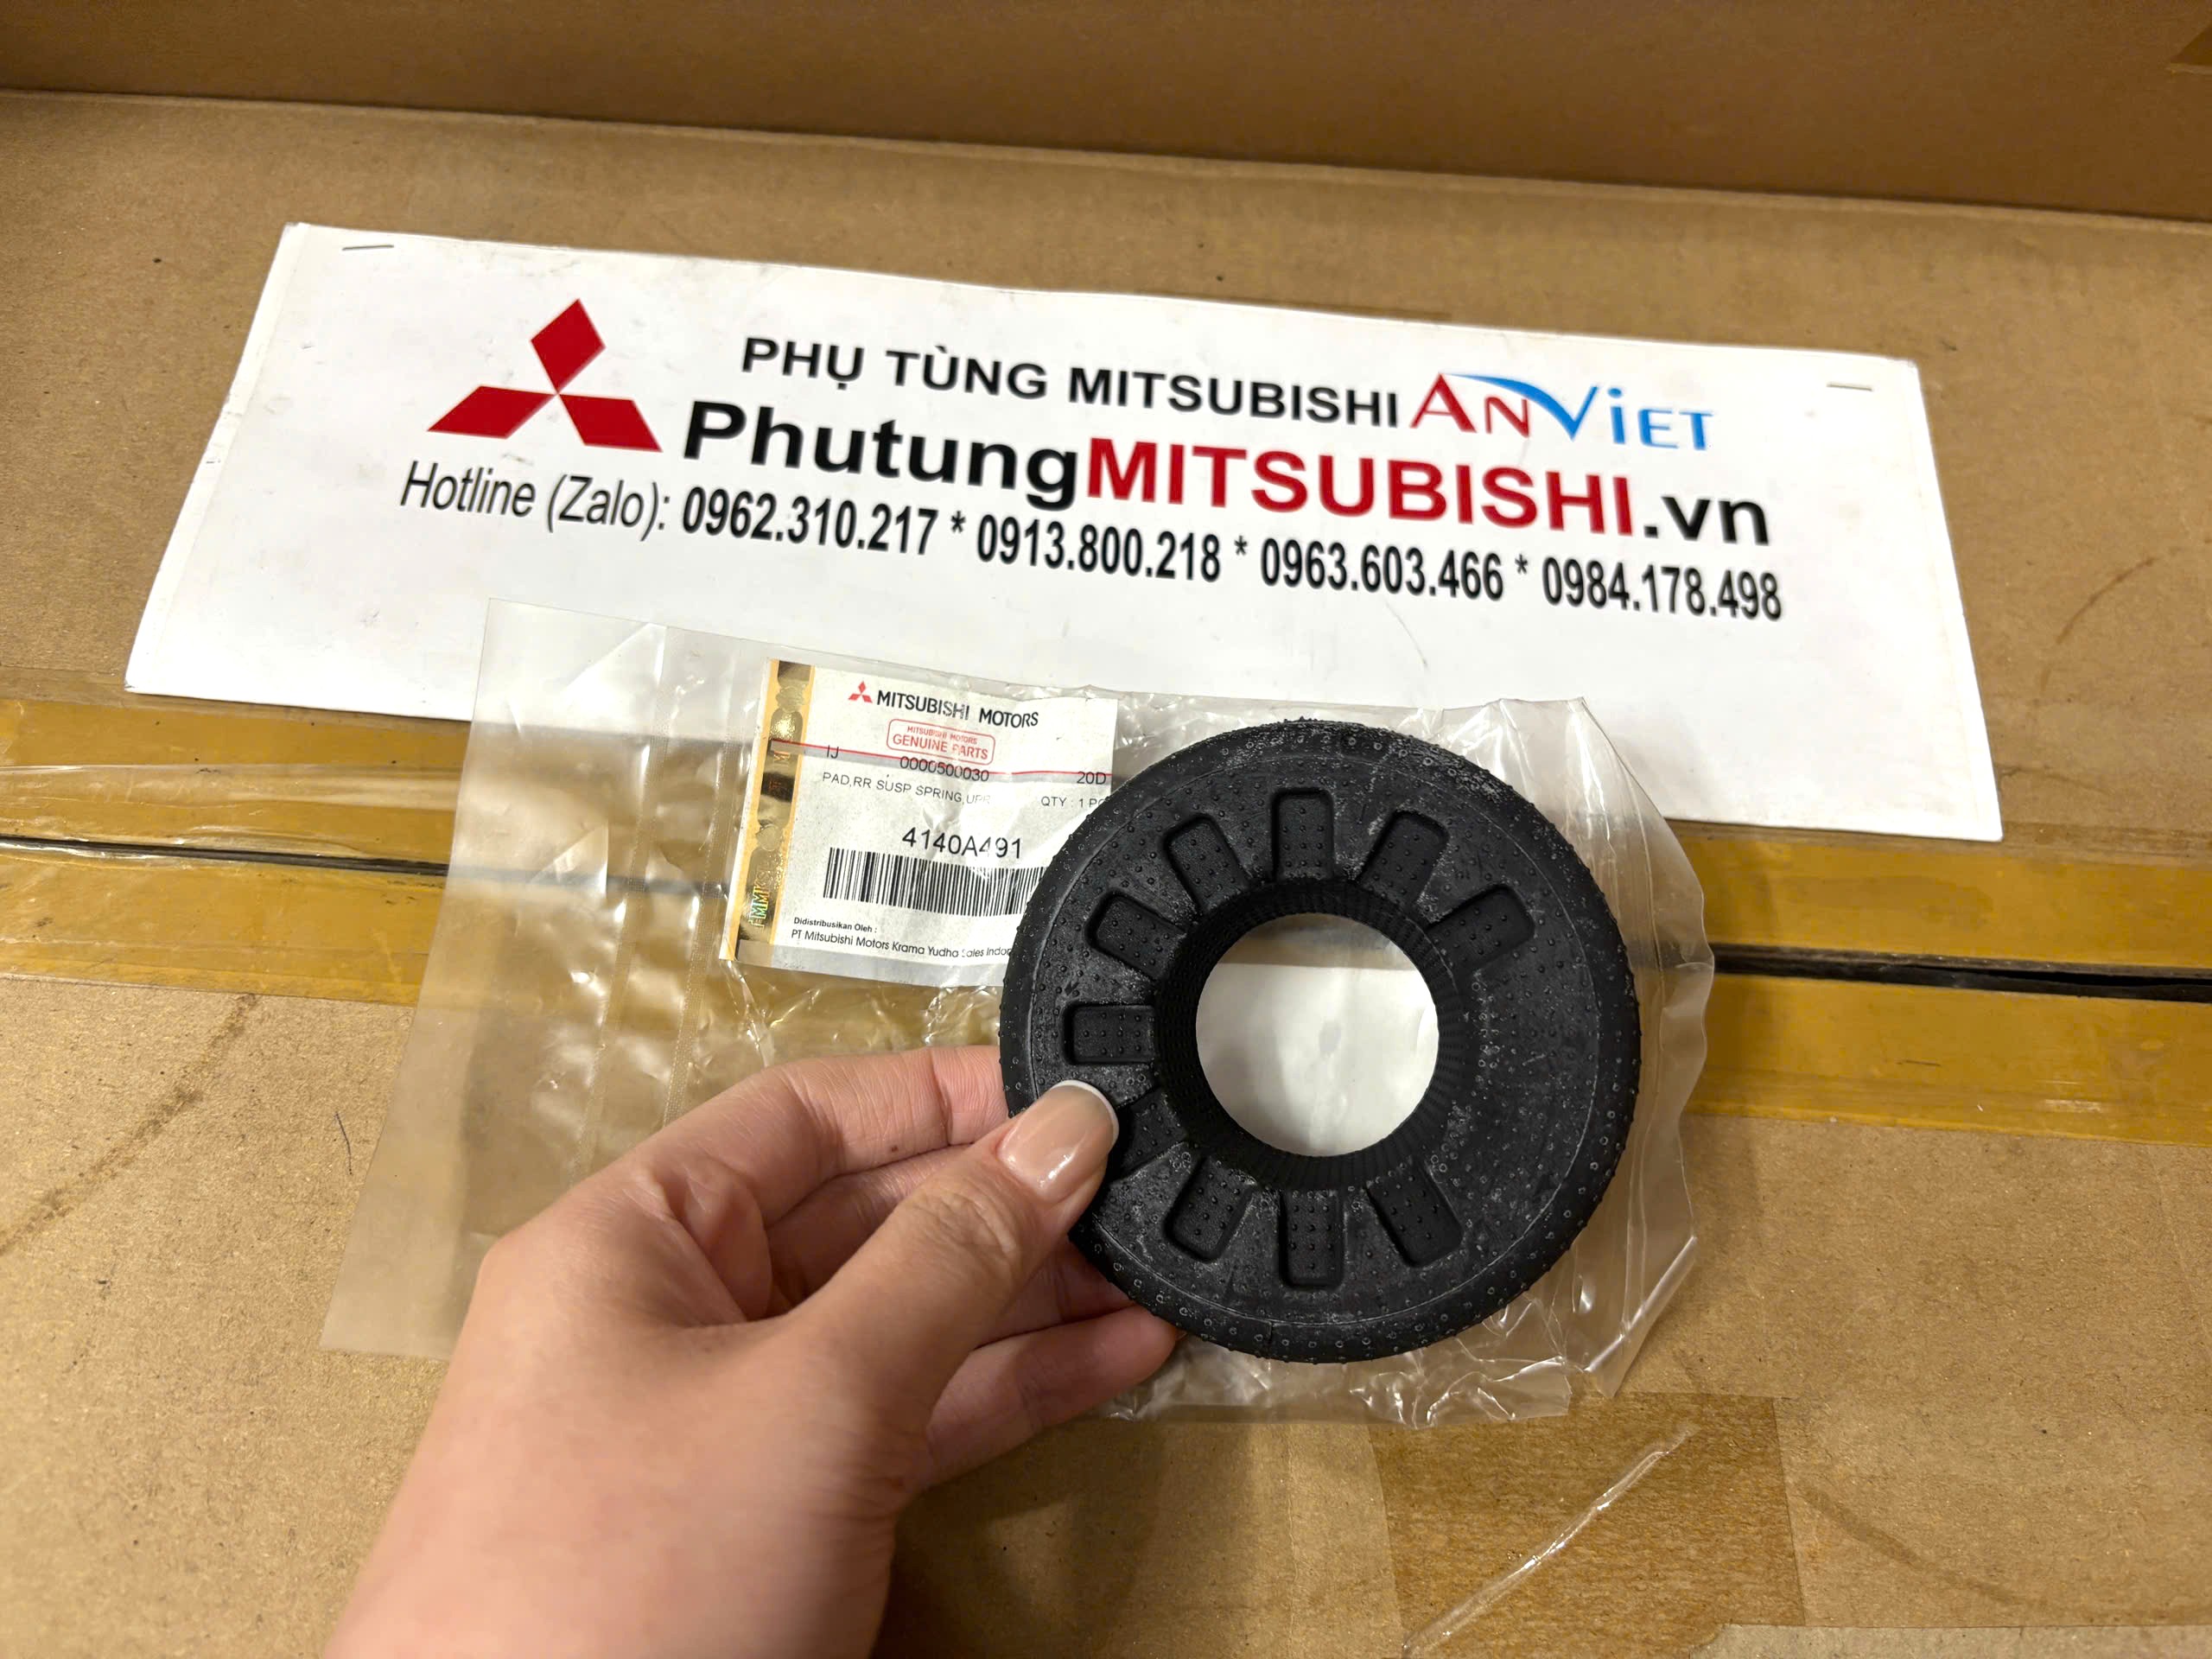 PHỤ TÙNG MITSUBISHI ANViET
PhutungMITSUBISHI.vn
Hotline (Zalo): 0962.310.217 * 0913.800.218 * 0963.603.466 * 0984.178.498
MITSUBISHI MOTORS
MITSUBISHI MOTORS
GENUINE PARTS
IJ 0000500030 20D
PAD,RR SUSP SPRING, QTY : 1
4140A491
Didistribusikan Oleh :
PT Mitsubishi Motors Krama Yudha Sales